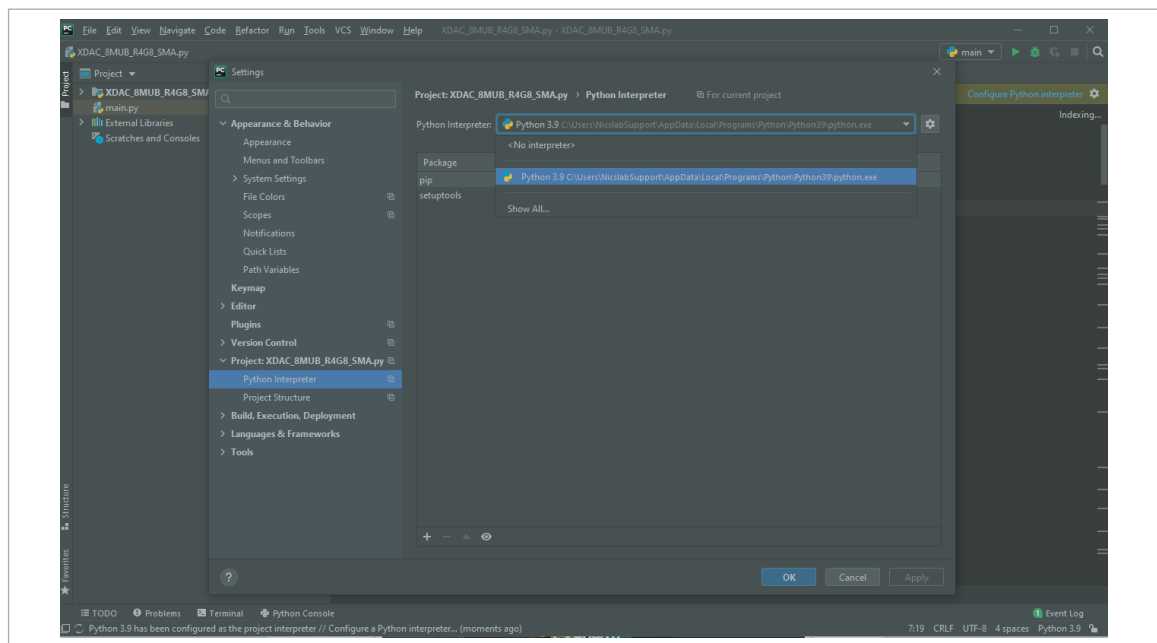 PC File Edit View Navigate Code Refactor Run Tools VCS Window Help XDAC_8MUB_R4G8_SMA.py - XDAC_8MUB_R4G8_SMA.py
XDAC_8MUB_R4G8_SMA.py
main
Project
Project
XDAC_8MUB_R4G8_SMA
main.py
External Libraries
Scratches and Consoles
Structure
Favorites
PC Settings
Appearance & Behavior
Appearance
Menus and Toolbars
System Settings
File Colors
Scopes
Notifications
Quick Lists
Path Variables
Keymap
Editor
Plugins
Version Control
Project: XDAC_8MUB_R4G8_SMA.py
Python Interpreter
Project Structure
Build, Execution, Deployment
Languages & Frameworks
Tools
Project: XDAC_8MUB_R4G8_SMA.py › Python Interpreter For current project
Python Interpreter: Python 3.9 C:\Users\NicslabSupport\AppData\Local\Programs\Python\Python39\python.exe
<No interpreter>
Python 3.9 C:\Users\NicslabSupport\AppData\Local\Programs\Python\Python39\python.exe
Show All...
Package
pip
setuptools
? OK Cancel Apply
Configure Python interpreter
Indexing...
TODO Problems Terminal Python Console 1 Event Log
Python 3.9 has been configured as the project interpreter // Configure a Python interpreter... (moments ago) 7:19 CRLF UTF-8 4 spaces Python 3.9